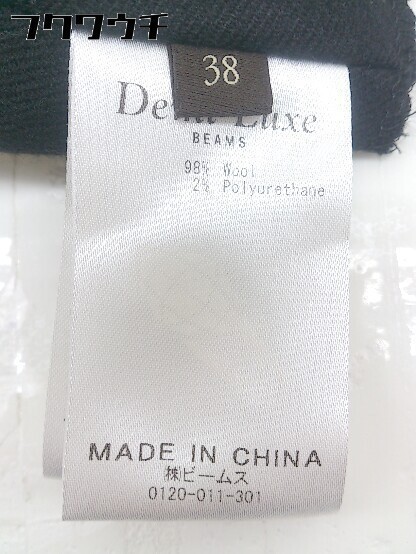 フクワウチ
38
De Luxe
BEAMS
98% Wool
2% Polyurethane
MADE IN CHINA
㈱ビームス
0120-011-301